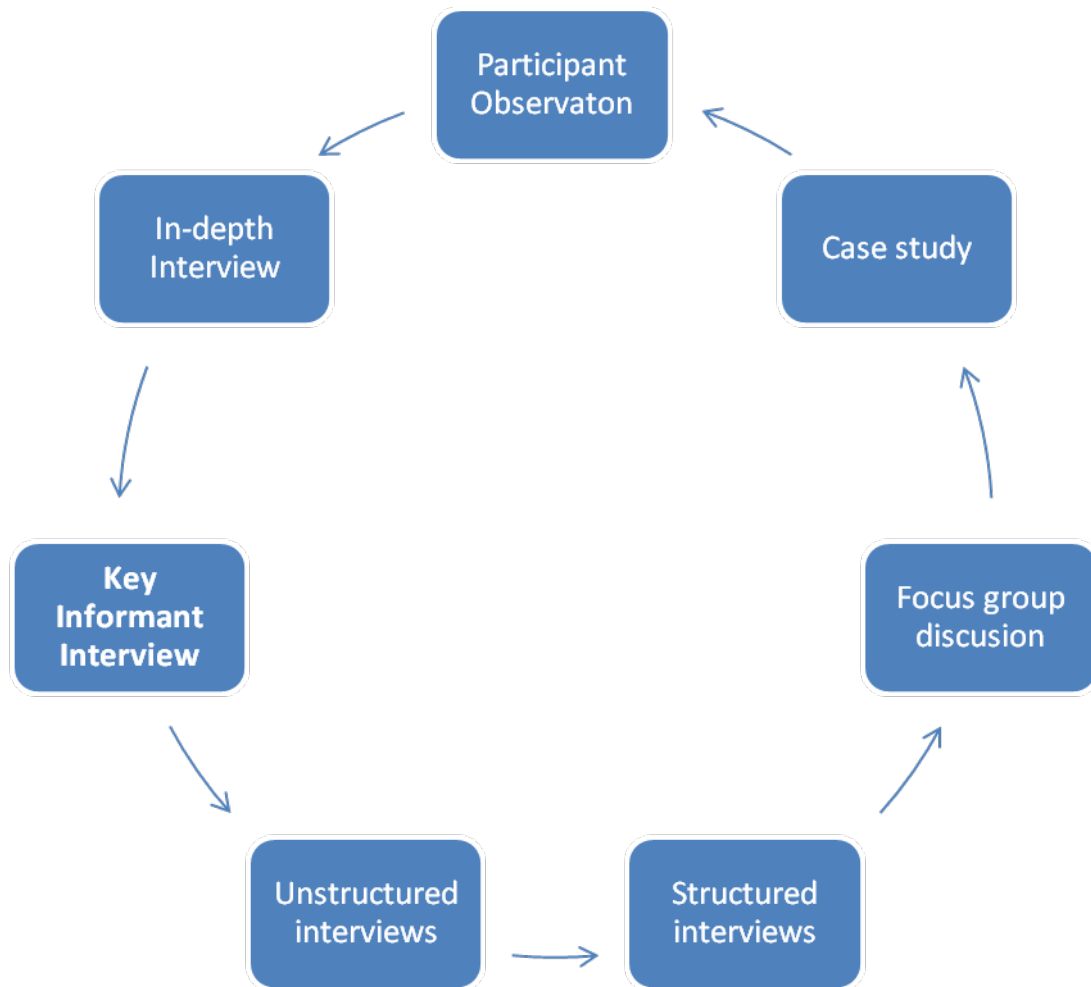 Participant
Observaton
In-depth
Interview
Case study
Key
Informant
Interview
Focus group
discusion
Unstructured
interviews
Structured
interviews